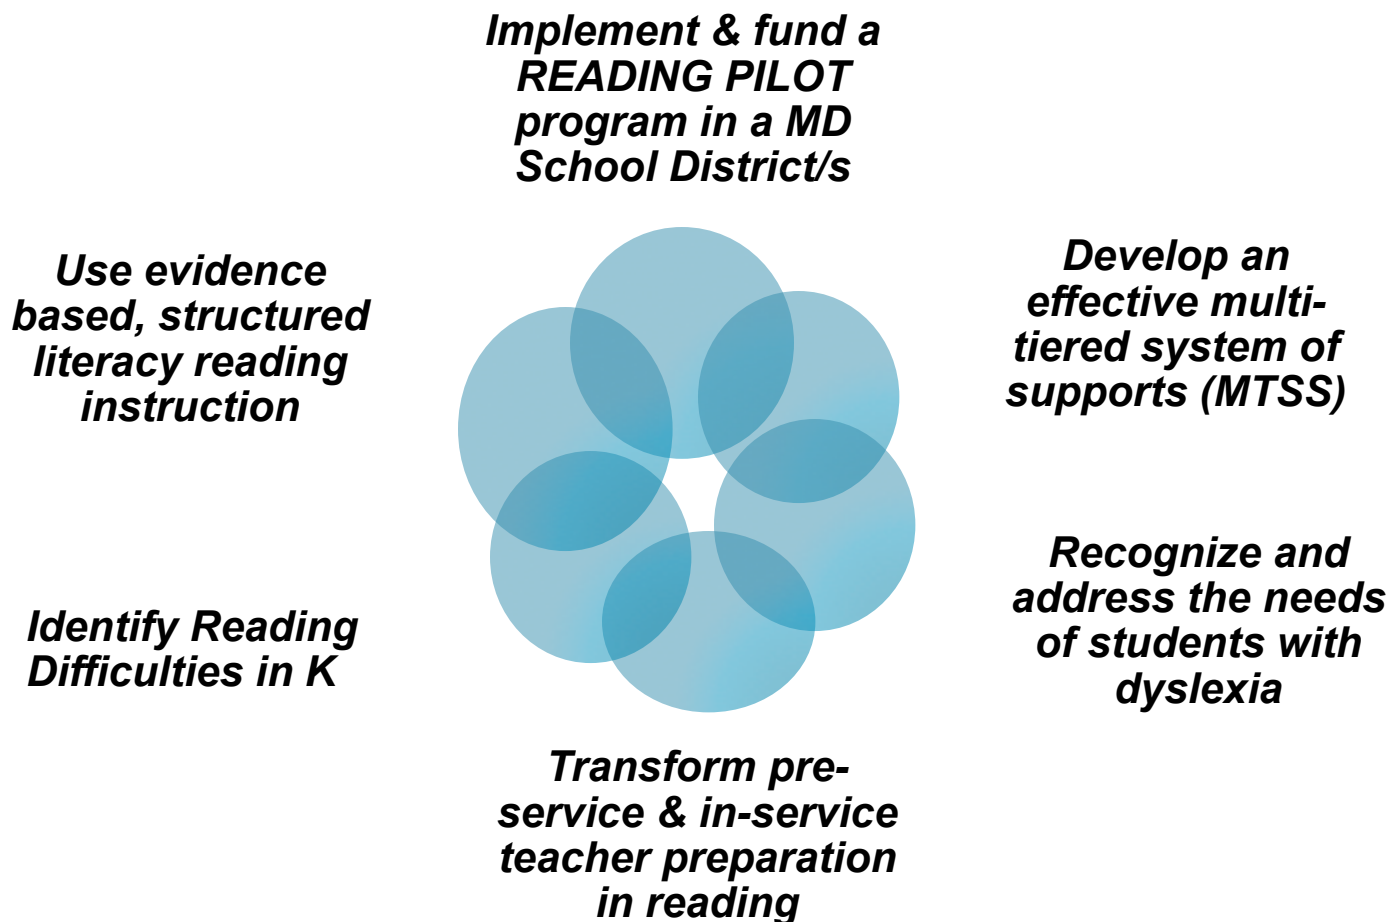 Implement & fund a
READING PILOT
program in a MD
School District/s
Develop an
effective multi-
tiered system of
supports (MTSS)
Recognize and
address the needs
of students with
dyslexia
Transform pre-
service & in-service
teacher preparation
in reading
Identify Reading
Difficulties in K
Use evidence
based, structured
literacy reading
instruction